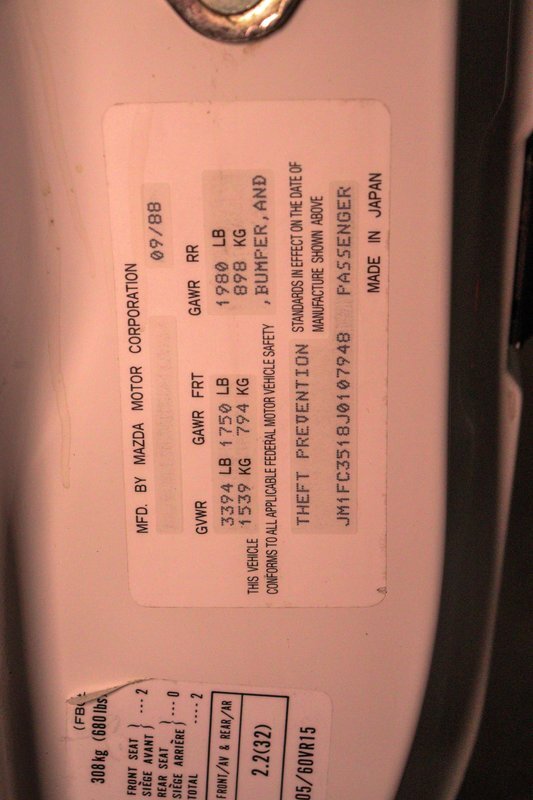 MFD. BY MAZDA MOTOR CORPORATION
09/88
GVWR GAWR FRT GAWR RR
3394 LB 1750 LB 1980 LB
1539 KG 794 KG 898 KG
THIS VEHICLE
CONFORMS TO ALL APPLICABLE FEDERAL MOTOR VEHICLE SAFETY , BUMPER, AND
THEFT PREVENTION STANDARDS IN EFFECT ON THE DATE OF
MANUFACTURE SHOWN ABOVE
JM1FC3518J0107948 PASSENGER
MADE IN JAPAN
308kg (680lbs)
FRONT SEAT
SIÈGE AVANT } --- 2
REAR SEAT
SIÈGE ARRIÈRE } --- 0
TOTAL ---- 2
FRONT/AV & REAR/AR
2.2(32)
05/60VR15